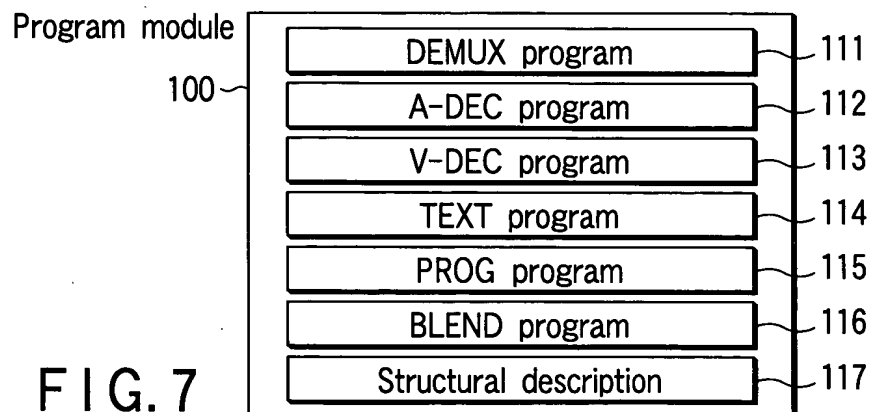 Program module
100
DEMUX program 111
A-DEC program 112
V-DEC program 113
TEXT program 114
PROG program 115
BLEND program 116
Structural description 117
FIG. 7